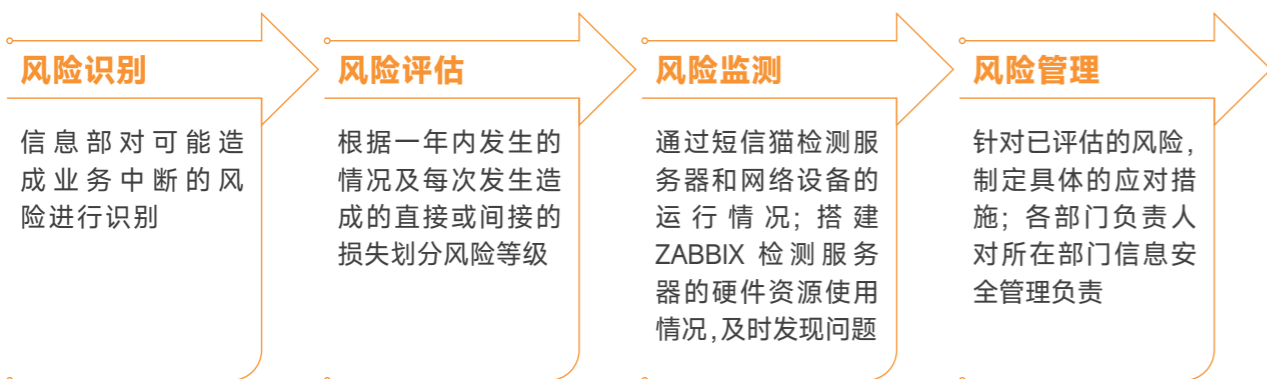 风险识别
信息部对可能造
成业务中断的风
险进行识别
风险评估
根据一年内发生的
情况及每次发生造
成的直接或间接的
损失划分风险等级
风险监测
通过短信猫检测服
务器和网络设备的
运行情况；搭建
ZABBIX 检测服务
器的硬件资源使用
情况，及时发现问题
风险管理
针对已评估的风险，
制定具体的应对措
施；各部门负责人
对所在部门信息安
全管理负责